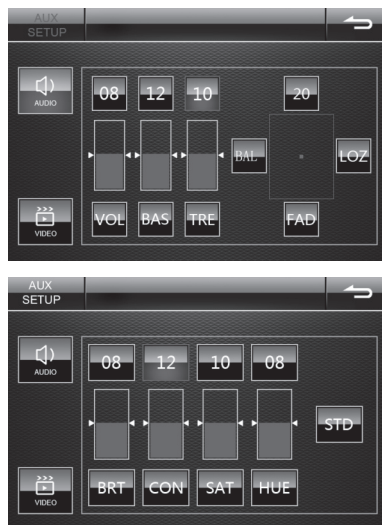 AUX
SETUP
AUDIO
08 12 10 20
BAL LOZ
VIDEO
VOL BAS TRE FAD
AUX
SETUP
AUDIO
08 12 10 08
STD
VIDEO
BRT CON SAT HUE